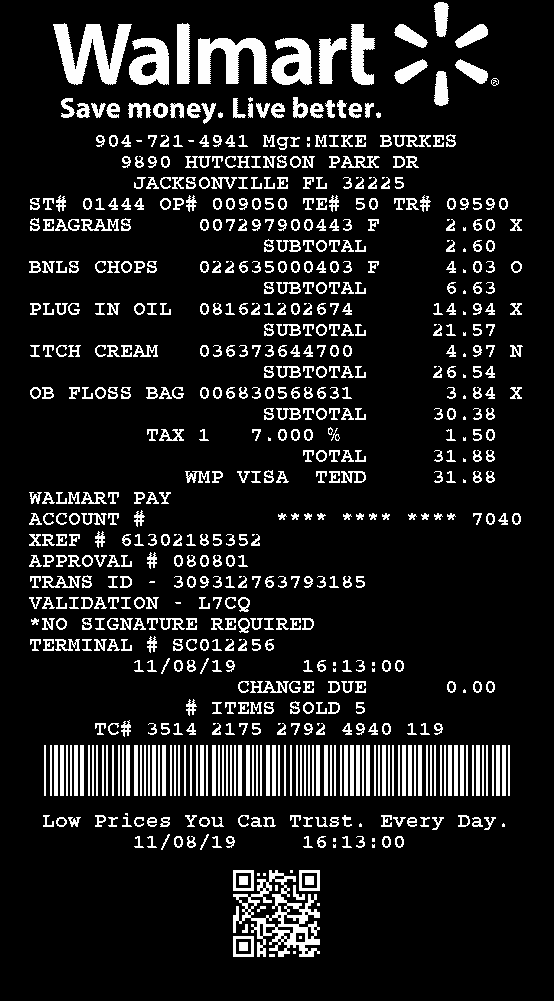 Walmart
Save money. Live better.
904-721-4941 Mgr:MIKE BURKES
9890 HUTCHINSON PARK DR
JACKSONVILLE FL 32225
ST# 01444 OP# 009050 TE# 50 TR# 09590
SEAGRAMS 007297900443 F 2.60 X
SUBTOTAL 2.60
BNLS CHOPS 022635000403 F 4.03 O
SUBTOTAL 6.63
PLUG IN OIL 081621202674 14.94 X
SUBTOTAL 21.57
ITCH CREAM 036373644700 4.97 N
SUBTOTAL 26.54
OB FLOSS BAG 006830568631 3.84 X
SUBTOTAL 30.38
TAX 1 7.000 % 1.50
TOTAL 31.88
WMP VISA TEND 31.88
WALMART PAY
ACCOUNT # **** **** **** 7040
XREF # 61302185352
APPROVAL # 080801
TRANS ID - 309312763793185
VALIDATION - L7CQ
*NO SIGNATURE REQUIRED
TERMINAL # SC012256
11/08/19 16:13:00
CHANGE DUE 0.00
# ITEMS SOLD 5
TC# 3514 2175 2792 4940 119
Low Prices You Can Trust. Every Day.
11/08/19 16:13:00